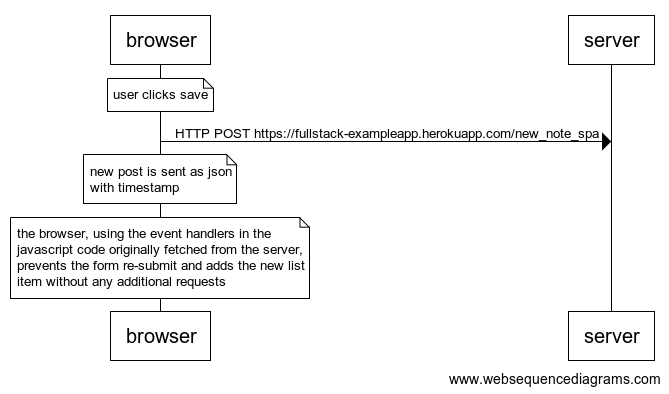 browser
server
user clicks save
HTTP POST https://fullstack-exampleapp.herokuapp.com/new_note_spa
new post is sent as json
with timestamp
the browser, using the event handlers in the
javascript code originally fetched from the server,
prevents the form re-submit and adds the new list
item without any additional requests
browser
server
www.websequencediagrams.com